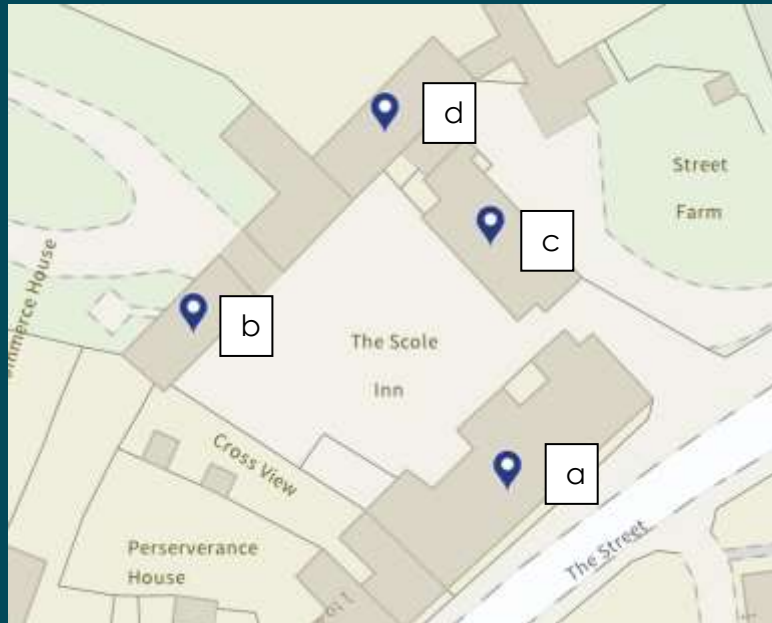 d
Street
Farm
c
b
The Scole
Inn
Cross View
a
The Street
Perserverance
House